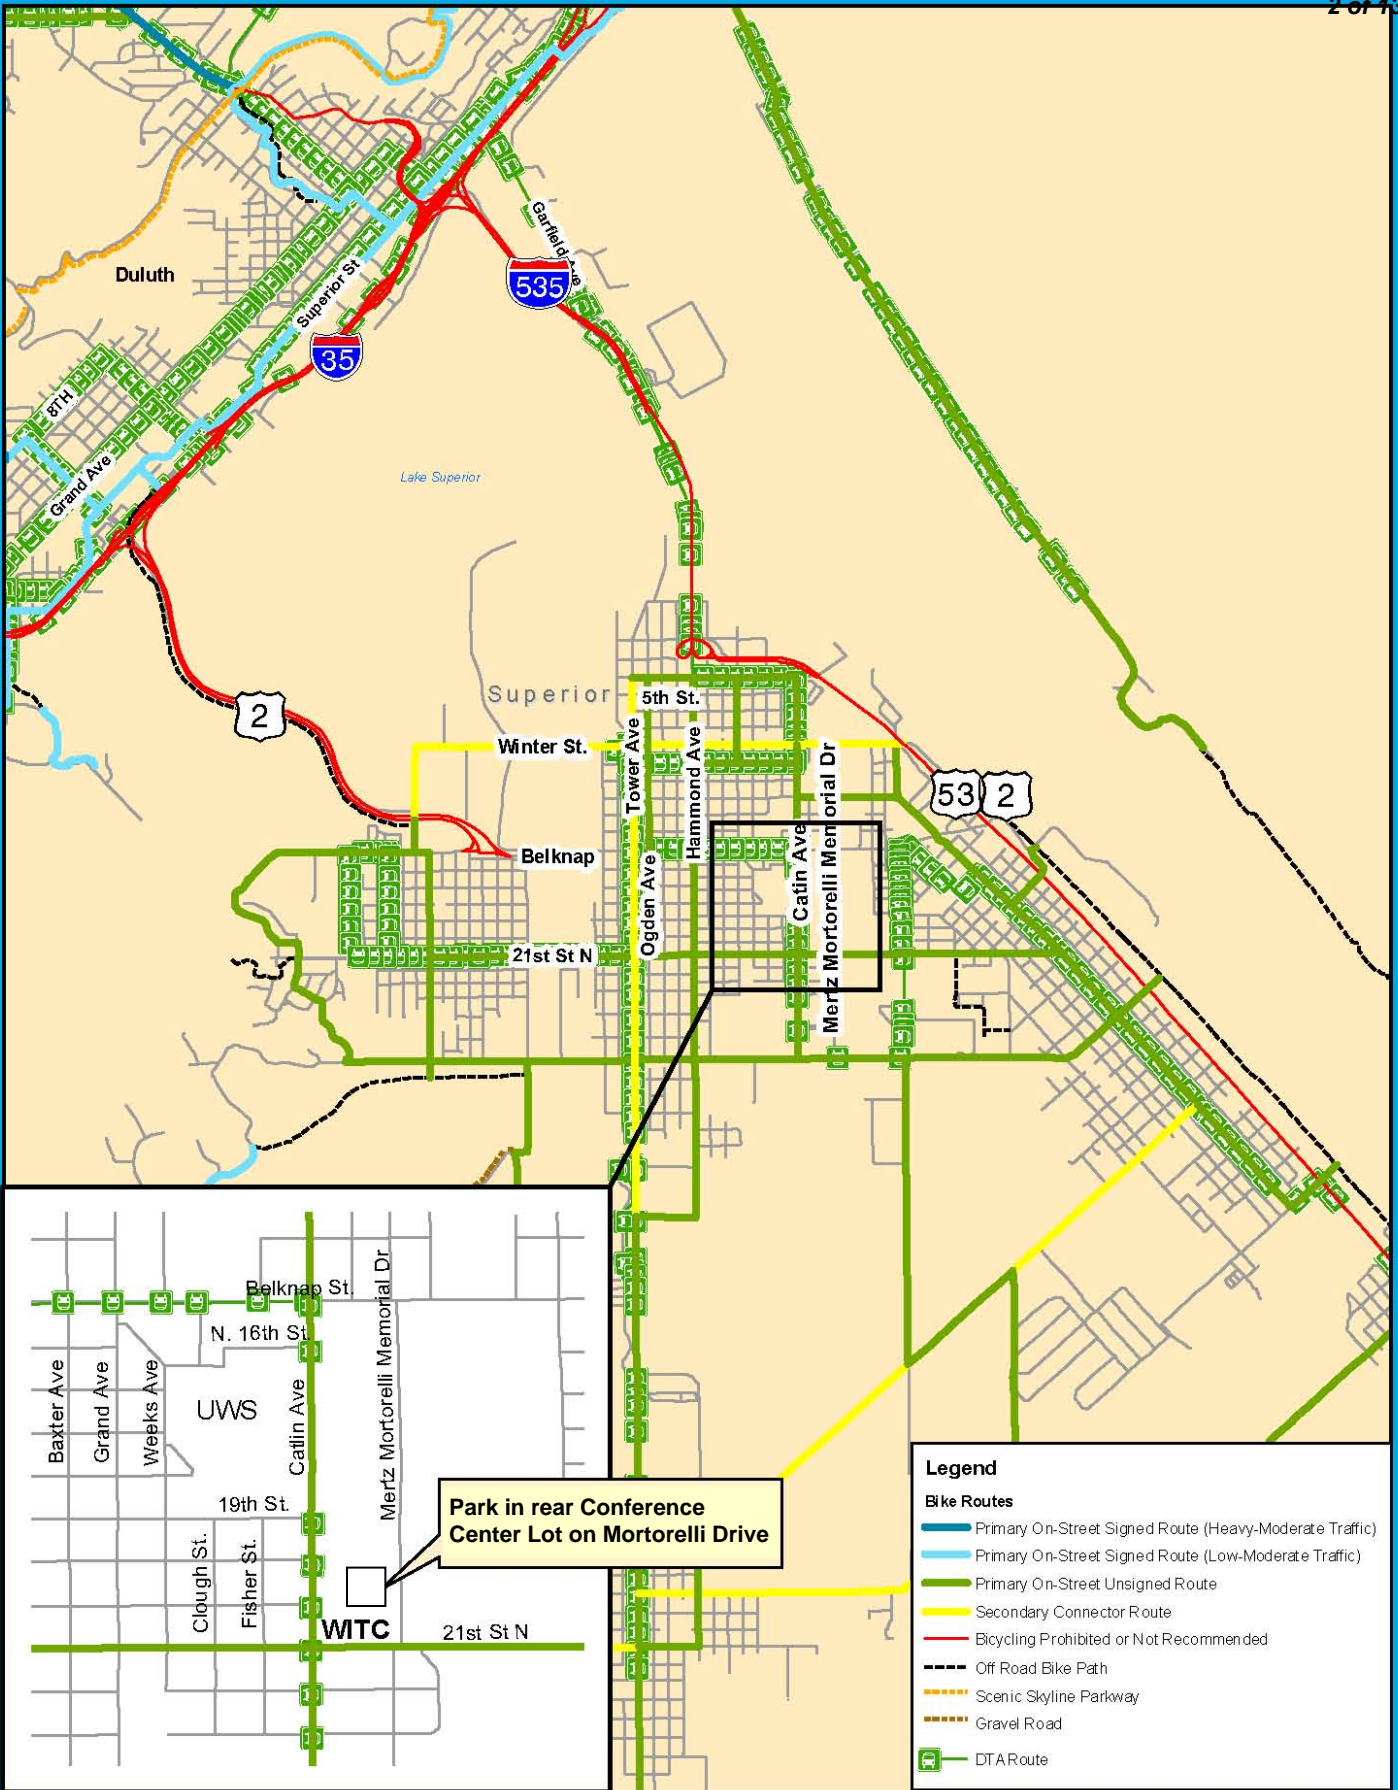 2 of 13
Duluth
Superior St
Garfield Ave
535
35
8TH
Grand Ave
Lake Superior
2
Superior
5th St.
Winter St.
Tower Ave
Hammond Ave
Mertz Mortorelli Memorial Dr
53
2
Belknap
Ogden Ave
Catin Ave
21st St N
Belknap St.
N. 16th St.
Mertz Mortorelli Memorial Dr
Baxter Ave
Grand Ave
Weeks Ave
UWS
Catlin Ave
19th St.
Clough St.
Fisher St.
WITC
21st St N
Park in rear Conference
Center Lot on Mortorelli Drive
Legend
Bike Routes
Primary On-Street Signed Route (Heavy-Moderate Traffic)
Primary On-Street Signed Route (Low-Moderate Traffic)
Primary On-Street Unsigned Route
Secondary Connector Route
Bicycling Prohibited or Not Recommended
Off Road Bike Path
Scenic Skyline Parkway
Gravel Road
DTA Route